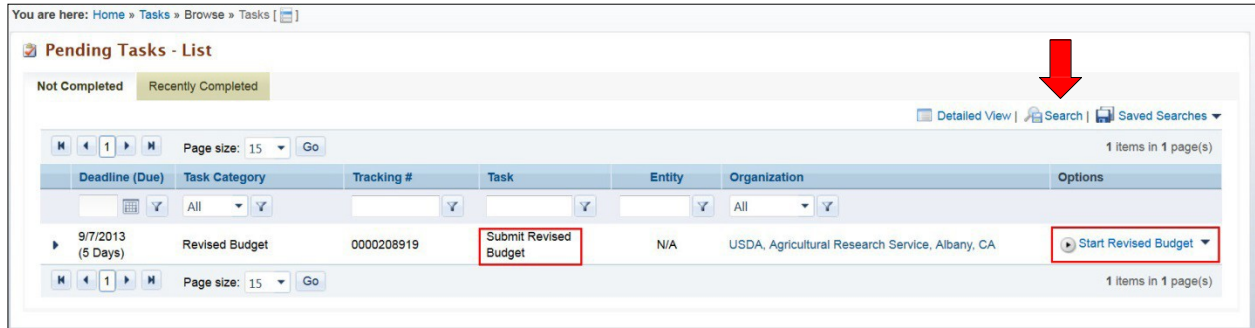 You are here: Home » Tasks » Browse » Tasks [ ]
Pending Tasks - List
Not Completed Recently Completed
Detailed View | Search | Saved Searches
1 Page size: 15 Go 1 items in 1 page(s)
Deadline (Due) Task Category Tracking # Task Entity Organization Options
All All
9/7/2013 (5 Days) Revised Budget 0000208919 Submit Revised Budget N/A USDA, Agricultural Research Service, Albany, CA Start Revised Budget
1 Page size: 15 Go 1 items in 1 page(s)